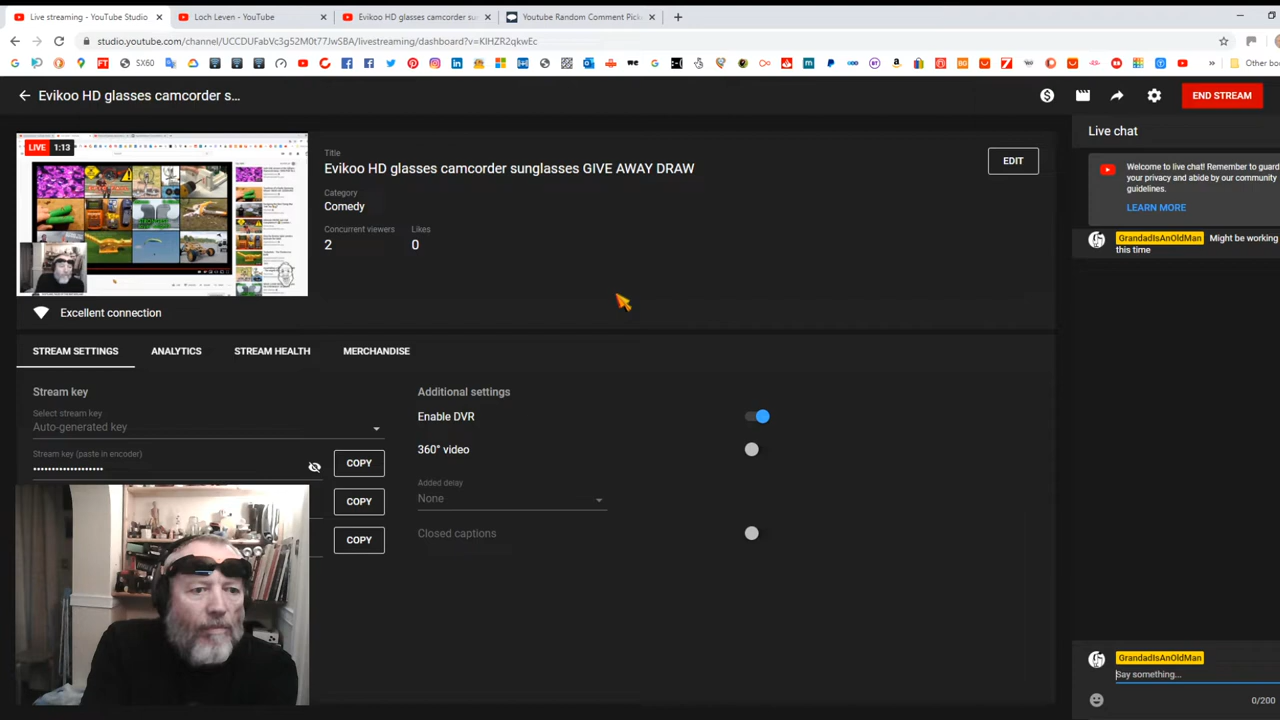 Live streaming - YouTube Studio
Loch Leven - YouTube
Evikoo HD glasses camcorder su
Youtube Random Comment Pick
studio.youtube.com/channel/UCCDUFabVc3g52M0t77JwSBA/livestreaming/dashboard?v=KIHZR2qkwEc
SX60
Other boo
Evikoo HD glasses camcorder s...
END STREAM
LIVE 1:13
Title
Evikoo HD glasses camcorder sunglasses GIVE AWAY DRAW
EDIT
Category
Comedy
Concurrent viewers
Likes
2
0
Excellent connection
STREAM SETTINGS
ANALYTICS
STREAM HEALTH
MERCHANDISE
Stream key
Select stream key
Auto-generated key
Stream key (paste in encoder)
COPY
COPY
COPY
Additional settings
Enable DVR
360° video
Added delay
None
Closed captions
Live chat
to live chat! Remember to guard
your privacy and abide by our community
guidelines.
LEARN MORE
GrandadIsAnOldMan Might be working
this time
GrandadIsAnOldMan
Say something...
0/200